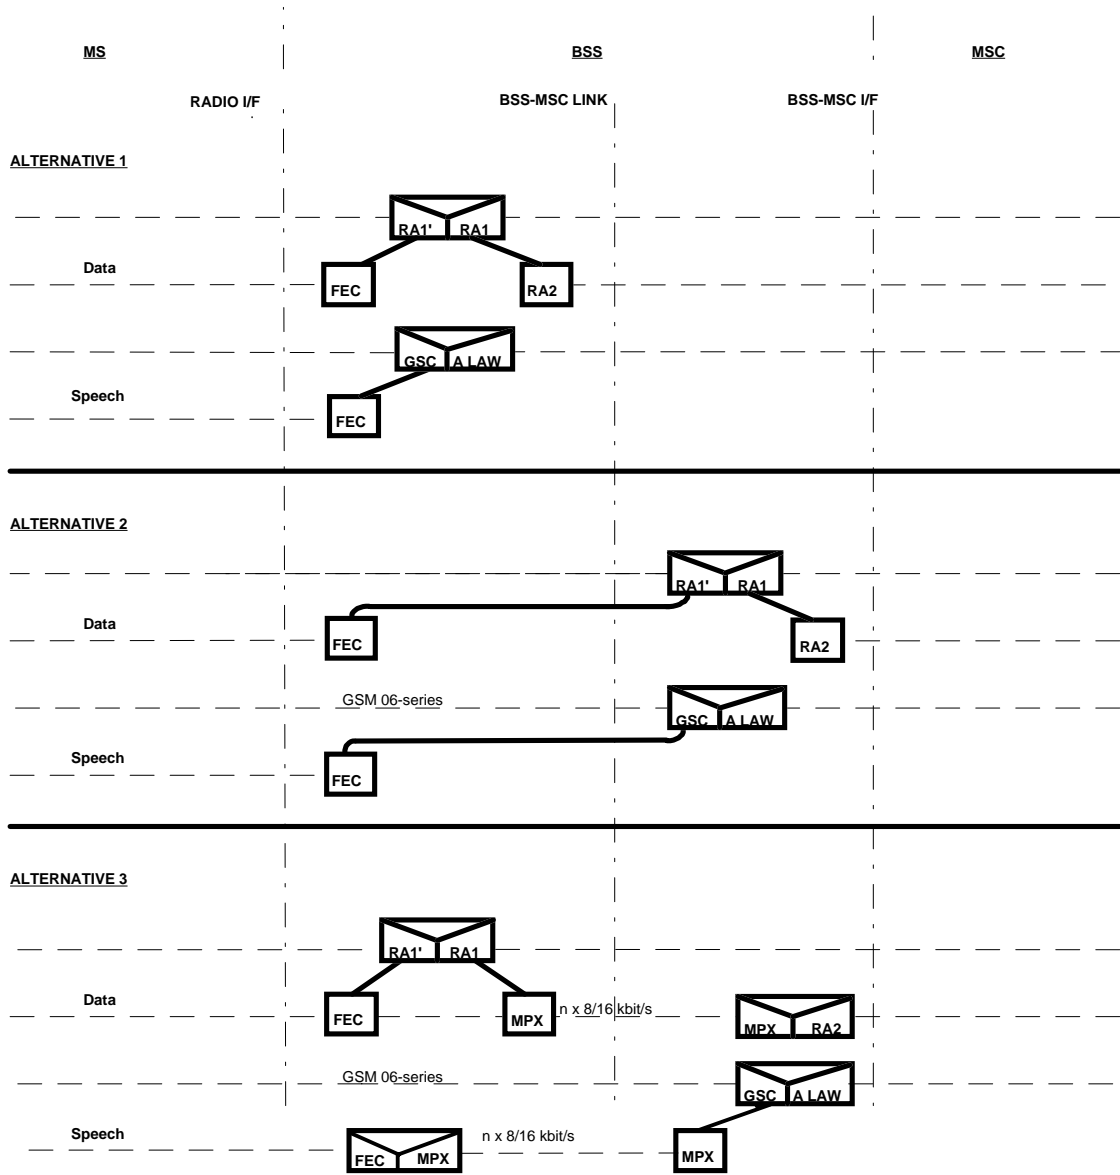 MS BSS MSC
RADIO I/F BSS-MSC LINK BSS-MSC I/F
ALTERNATIVE 1
RA1' RA1
Data
FEC RA2
GSC A LAW
Speech
FEC
ALTERNATIVE 2
RA1' RA1
Data
FEC RA2
GSM 06-series
GSC A LAW
Speech
FEC
ALTERNATIVE 3
RA1' RA1
Data
FEC MPX n x 8/16 kbit/s MPX RA2
GSM 06-series
GSC A LAW
Speech n x 8/16 kbit/s
FEC MPX MPX